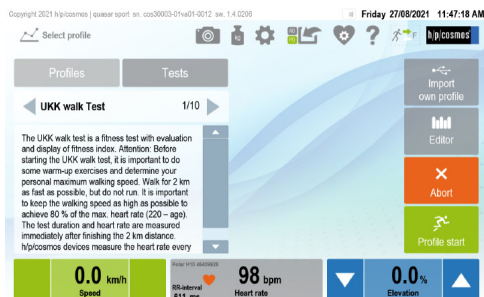 Copyright 2021 h/p/cosmos | quasar sport sn. cos30003-01va01-0012 sw. 1.4.0206
Friday 27/08/2021 11:47:18 AM
Select profile
kg
F
h/p/cosmos
Profiles
Tests
UKK walk Test
1/10
The UKK walk test is a fitness test with evaluation
and display of fitness index. Attention: Before
starting the UKK walk test, it is important to do
some warm-up exercises and determine your
personal maximum walking speed. Walk for 2 km
as fast as possible, but do not run. It is important
to keep the walking speed as high as possible to
achieve 80 % of the max. heart rate (220 – age).
The test duration and heart rate are measured
immediately after finishing the 2 km distance.
h/p/cosmos devices measure the heart rate every
Import
own profile
Editor
Abort
Profile start
0.0 km/h
Speed
RR-interval
611 ms
98 bpm
Heart rate
0.0 %
Elevation